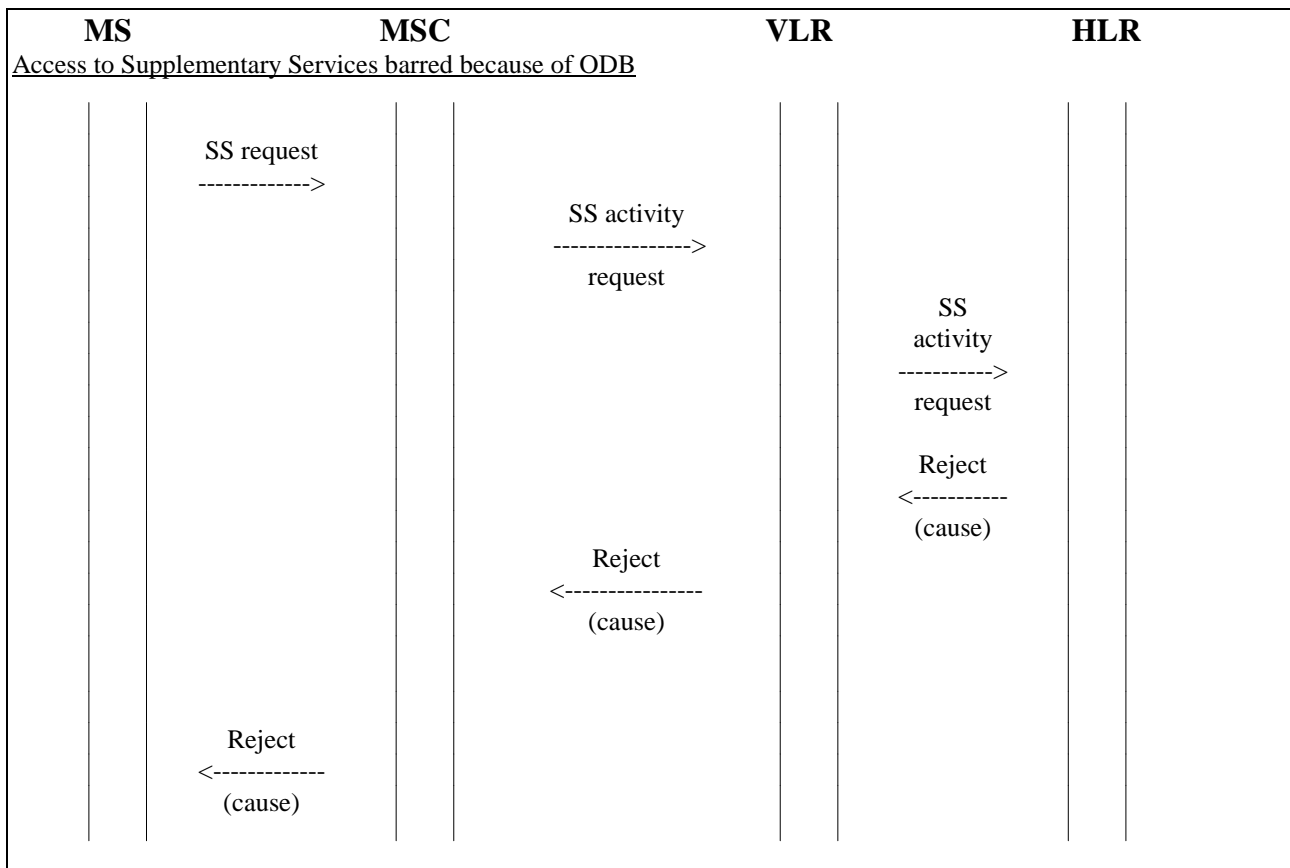 MS MSC VLR HLR
Access to Supplementary Services barred because of ODB
SS request
------------->
SS activity
---------------->
request
SS
activity
----------->
request
Reject
<-----------
(cause)
Reject
<----------------
(cause)
Reject
<-------------
(cause)